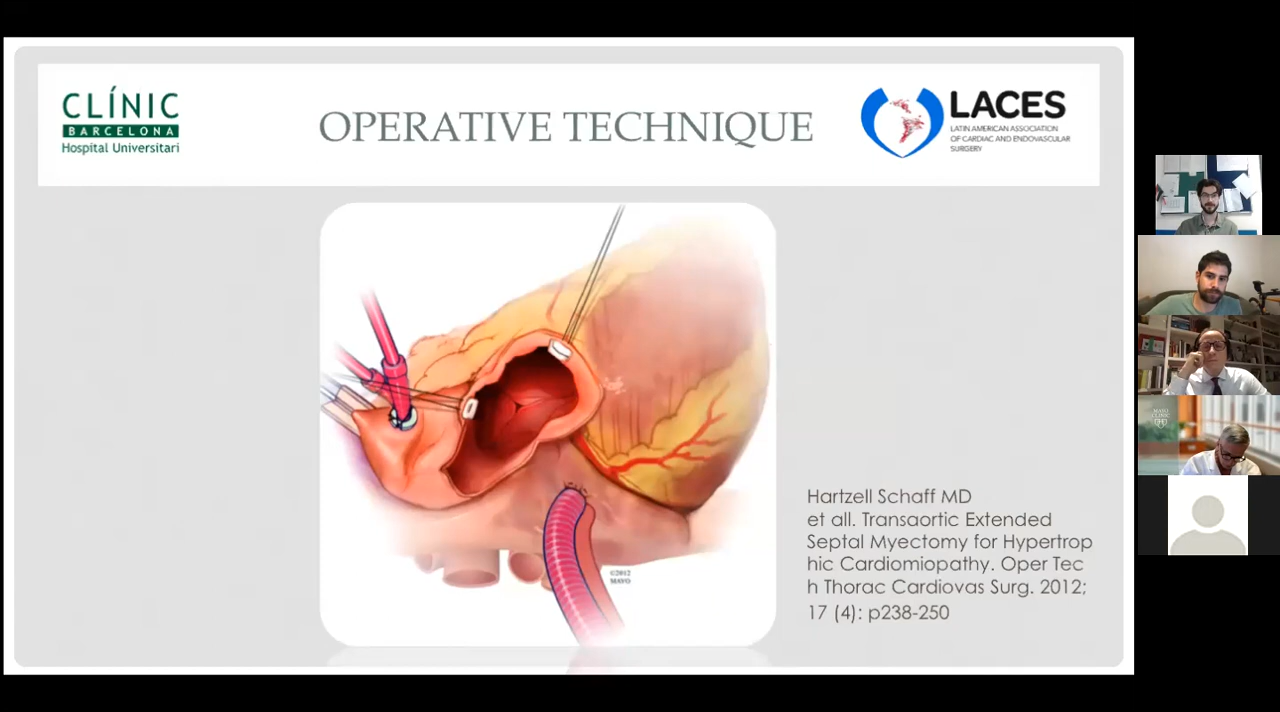 CLÍNIC
BARCELONA
Hospital Universitari
OPERATIVE TECHNIQUE
LACES
LATIN AMERICAN ASSOCIATION
OF CARDIAC AND ENDOVASCULAR
SURGERY
©2012
MAYO
Hartzell Schaff MD
et all. Transaortic Extended
Septal Myectomy for Hypertrop
hic Cardiomiopathy. Oper Tec
h Thorac Cardiovas Surg. 2012;
17 (4): p238-250
MAYO
CLINIC